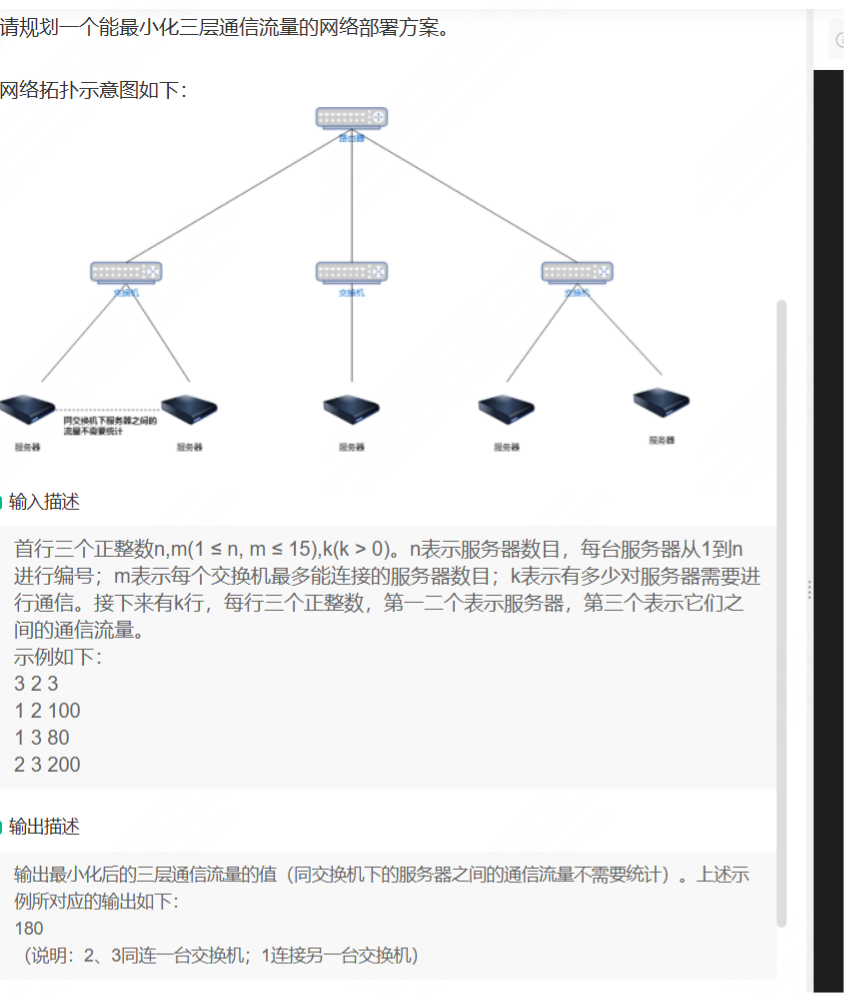 请规划一个能最小化三层通信流量的网络部署方案。
网络拓扑示意图如下：
路由器
交换机
交换机
交换机
同交换机下服务器之间的
流量不需要统计
服务器
服务器
服务器
服务器
服务器
输入描述
首行三个正整数n,m(1 ≤ n, m ≤ 15),k(k > 0)。n表示服务器数目，每台服务器从1到n
进行编号；m表示每个交换机最多能连接的服务器数目；k表示有多少对服务器需要进
行通信。接下来有k行，每行三个正整数，第一二个表示服务器，第三个表示它们之
间的通信流量。
示例如下：
3 2 3
1 2 100
1 3 80
2 3 200
输出描述
输出最小化后的三层通信流量的值（同交换机下的服务器之间的通信流量不需要统计）。上述示
例所对应的输出如下：
180
（说明：2、3同连一台交换机；1连接另一台交换机）